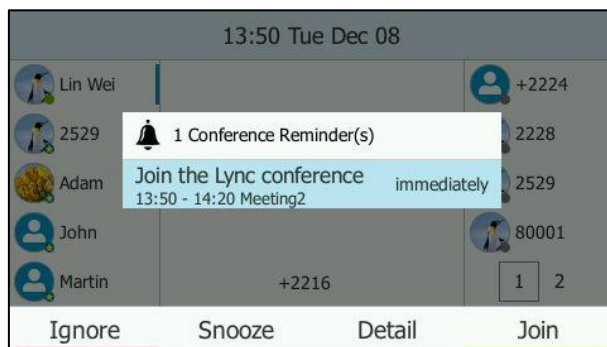 13:50 Tue Dec 08
Lin Wei
+2224
2529
1 Conference Reminder(s)
2228
Adam
Join the Lync conference
immediately
13:50 - 14:20 Meeting2
2529
John
80001
Martin
+2216
1 2
Ignore Snooze Detail Join